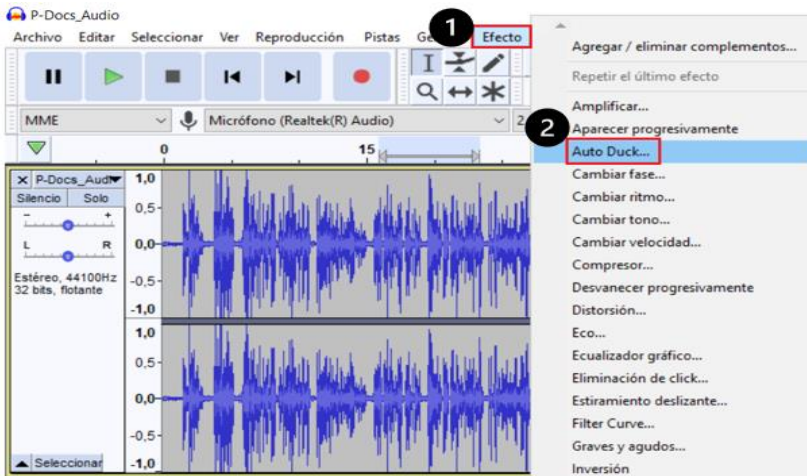 P-Docs_Audio
Archivo Editar Seleccionar Ver Reproducción Pistas Ge 1 Efecto
MME Micrófono (Realtek(R) Audio) 2
0 15
P-Docs_Audi
Silencio Solo
- +
L R
Estéreo, 44100Hz
32 bits, flotante
Seleccionar
1,0
0,5
0,0
-0,5
-1,0
1,0
0,5
0,0
-0,5
-1,0
Agregar / eliminar complementos...
Repetir el último efecto
Amplificar...
2 Aparecer progresivamente
Auto Duck...
Cambiar fase...
Cambiar ritmo...
Cambiar tono...
Cambiar velocidad...
Compresor...
Desvanecer progresivamente
Distorsión...
Eco...
Ecualizador gráfico...
Eliminación de click...
Estiramiento deslizante...
Filter Curve...
Graves y agudos...
Inversión